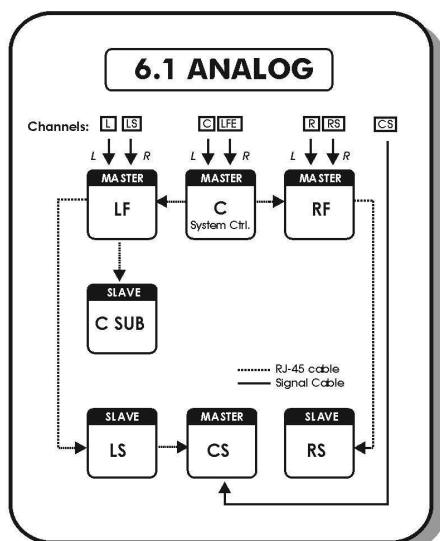 6.1 ANALOG
Channels: L LS C LFE R RS CS
L R L R L R
MASTER MASTER MASTER
LF C RF
System Ctrl.
SLAVE
C SUB
RJ-45 cable
Signal Cable
SLAVE MASTER SLAVE
LS CS RS